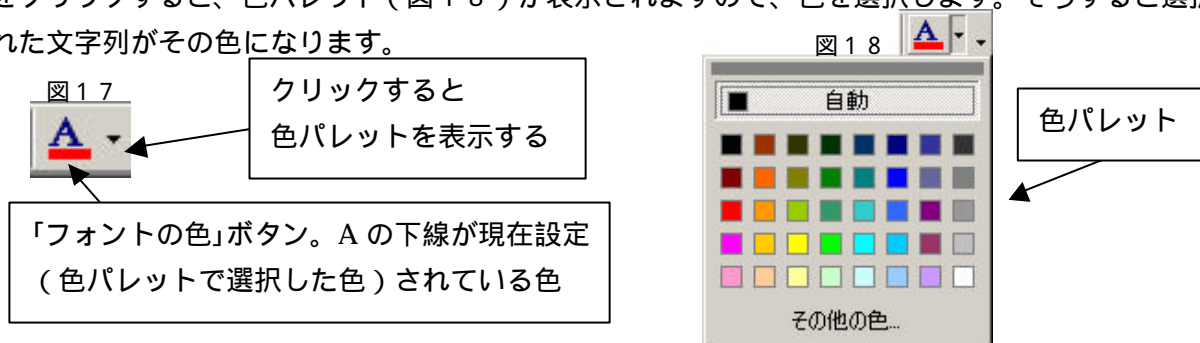 をクリックすると、色パレット（図１８）が表示されますので、色を選択します。そうすると選択
れた文字列がその色になります。
図１７
A
クリックすると
色パレットを表示する
「フォントの色」ボタン。A の下線が現在設定
（色パレットで選択した色）されている色
図１８
A
自動
その他の色...
色パレット